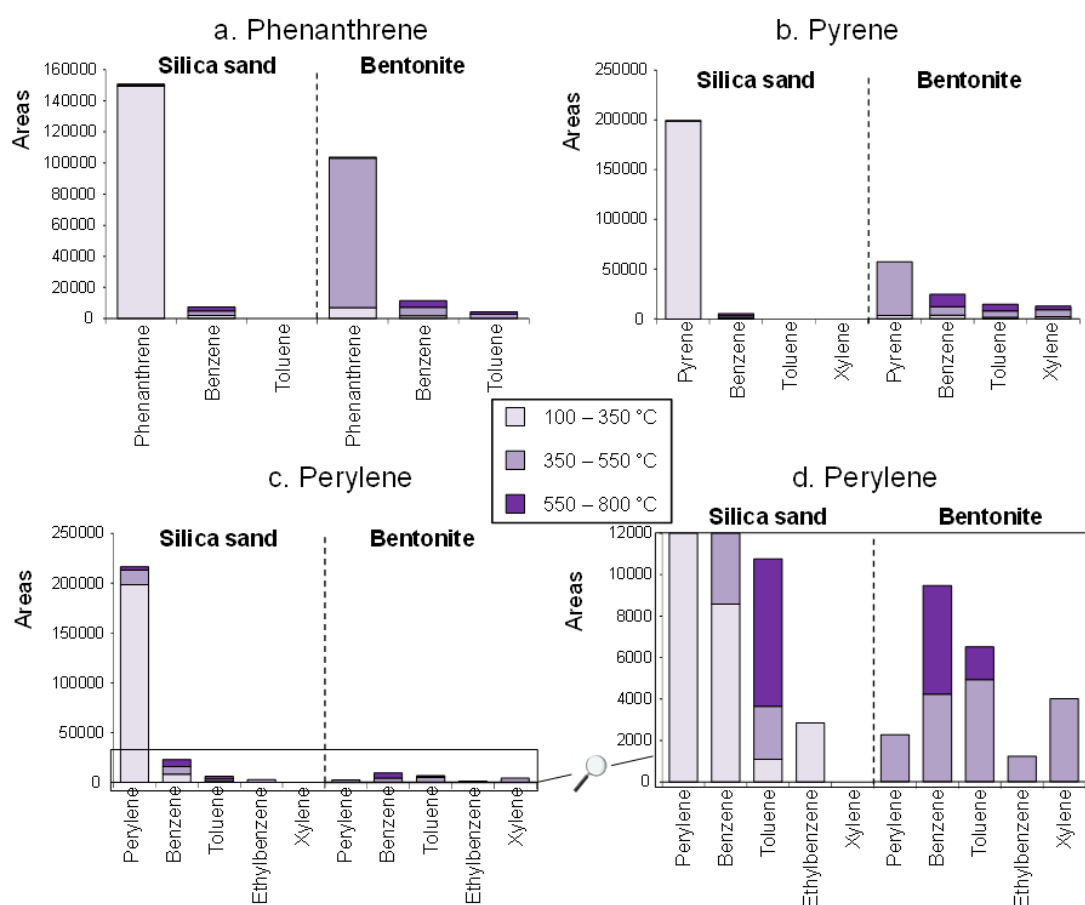 a. Phenanthrene
Silica sand
Bentonite
Areas
160000
140000
120000
100000
80000
60000
40000
20000
0
Phenanthrene
Benzene
Toluene
Phenanthrene
Benzene
Toluene
b. Pyrene
Silica sand
Bentonite
Areas
250000
200000
150000
100000
50000
0
Pyrene
Benzene
Toluene
Xylene
Pyrene
Benzene
Toluene
Xylene
100 – 350 °C
350 – 550 °C
550 – 800 °C
c. Perylene
Silica sand
Bentonite
Areas
250000
200000
150000
100000
50000
0
Perylene
Benzene
Toluene
Ethylbenzene
Xylene
Perylene
Benzene
Toluene
Ethylbenzene
Xylene
d. Perylene
Silica sand
Bentonite
Areas
12000
10000
8000
6000
4000
2000
0
Perylene
Benzene
Toluene
Ethylbenzene
Xylene
Perylene
Benzene
Toluene
Ethylbenzene
Xylene